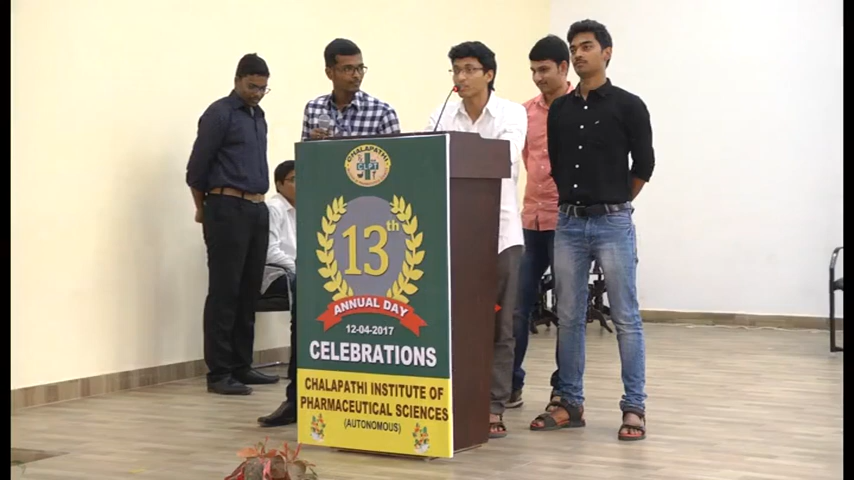 CHALAPATHI
CLPT
13th
ANNUAL DAY
12-04-2017
CELEBRATIONS
CHALAPATHI INSTITUTE OF
PHARMACEUTICAL SCIENCES
(AUTONOMOUS)